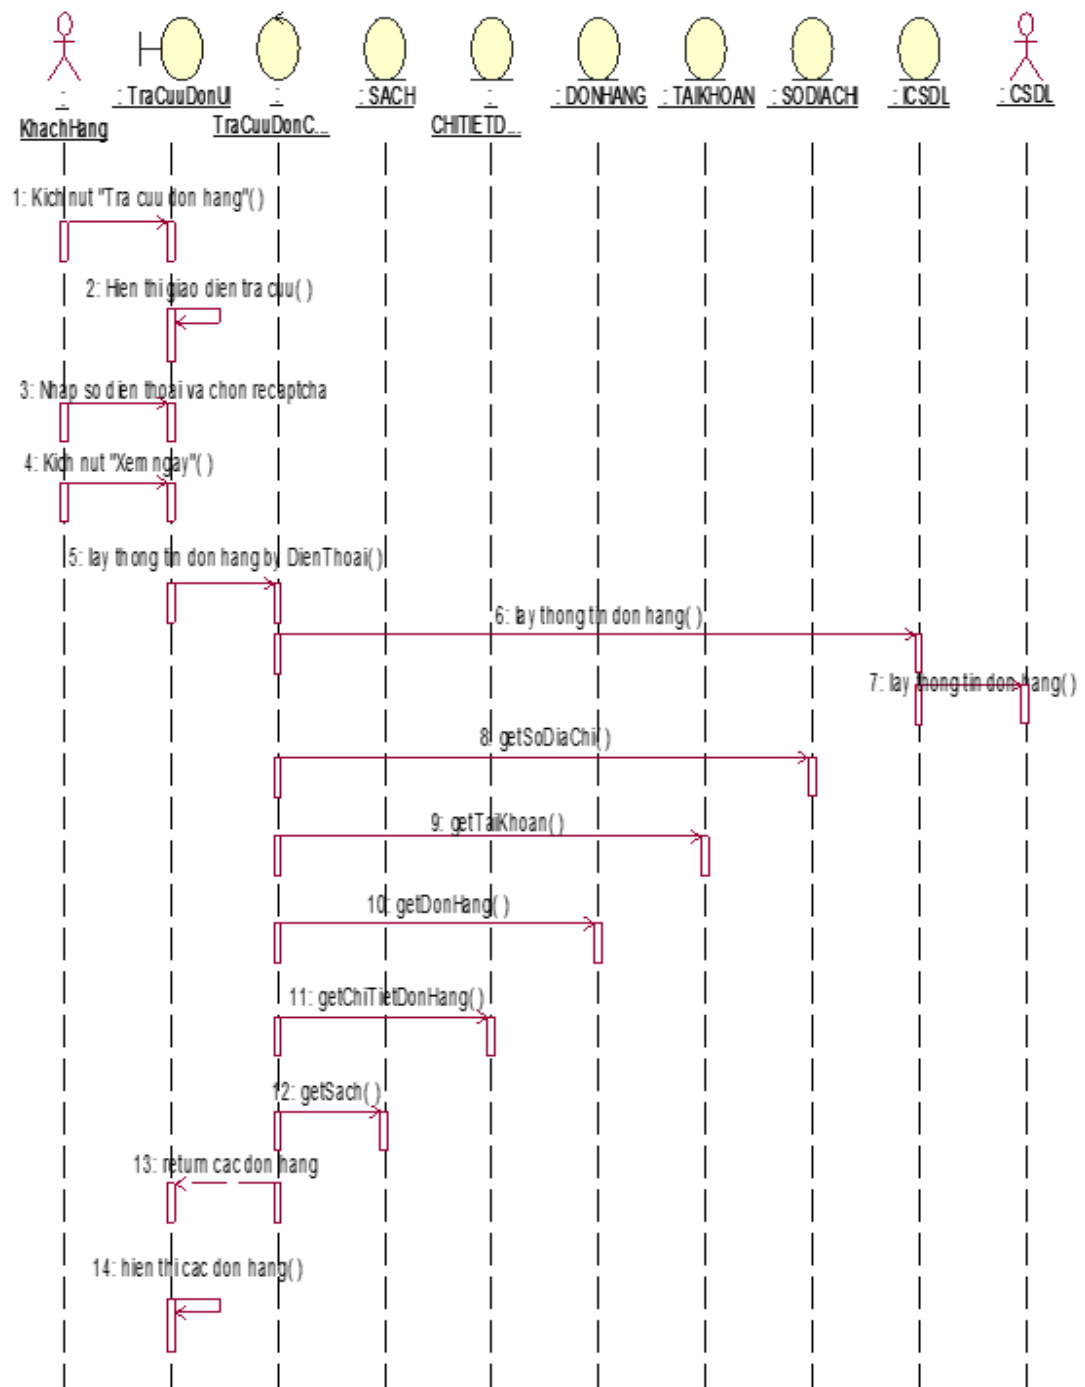 :
KhachHang
: TraCuuDonUI
:
TraCuuDonC...
: SACH
:
CHITIETD...
: DONHANG
: TAIKHOAN
: SODIACHI
: ICSDL
: CSDL
1: Kich nut "Tra cuu don hang"( )
2: Hien thi giao dien tra cuu( )
3: Nhap so dien thoai va chon recaptcha
4: Kich nut "Xem ngay"( )
5: lay thong tin don hang by DienThoai()
6: lay thong tin don hang( )
7: lay thong tin don hang()
8: getSoDiaChi()
9: getTaiKhoan()
10: getDonHang( )
11: getChiTietDonHang()
12: getSach( )
13: return cac don hang
14: hien thi cac don hang()